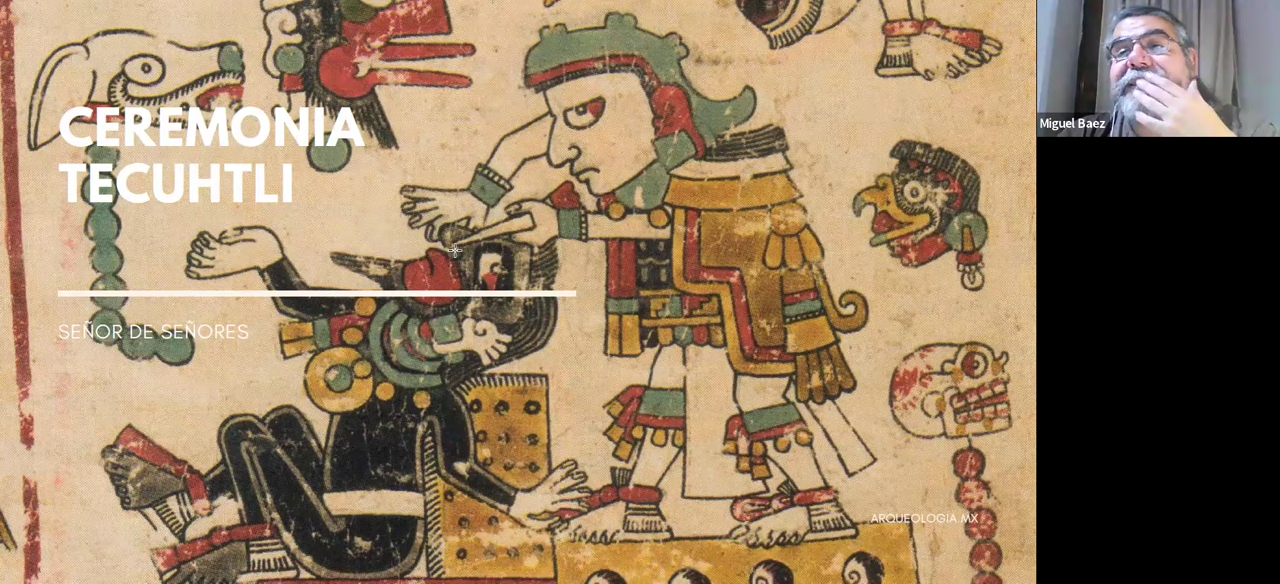 CEREMONIA
TECUHTLI
SEÑOR DE SEÑORES
ARQUEOLOGIA MX
Miguel Baez